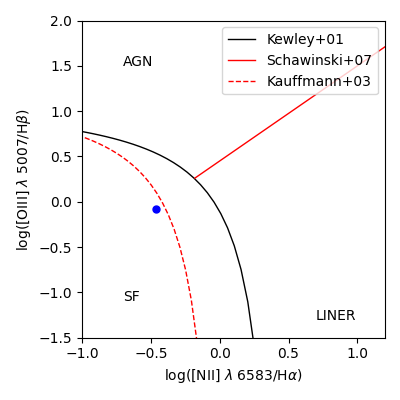 2.0
1.5
1.0
0.5
0.0
−0.5
−1.0
−1.5
log([OIII] λ 5007/Hβ)
AGN
Kewley+01
Schawinski+07
Kauffmann+03
SF
LINER
−1.0 −0.5 0.0 0.5 1.0
log([NII] λ 6583/Hα)